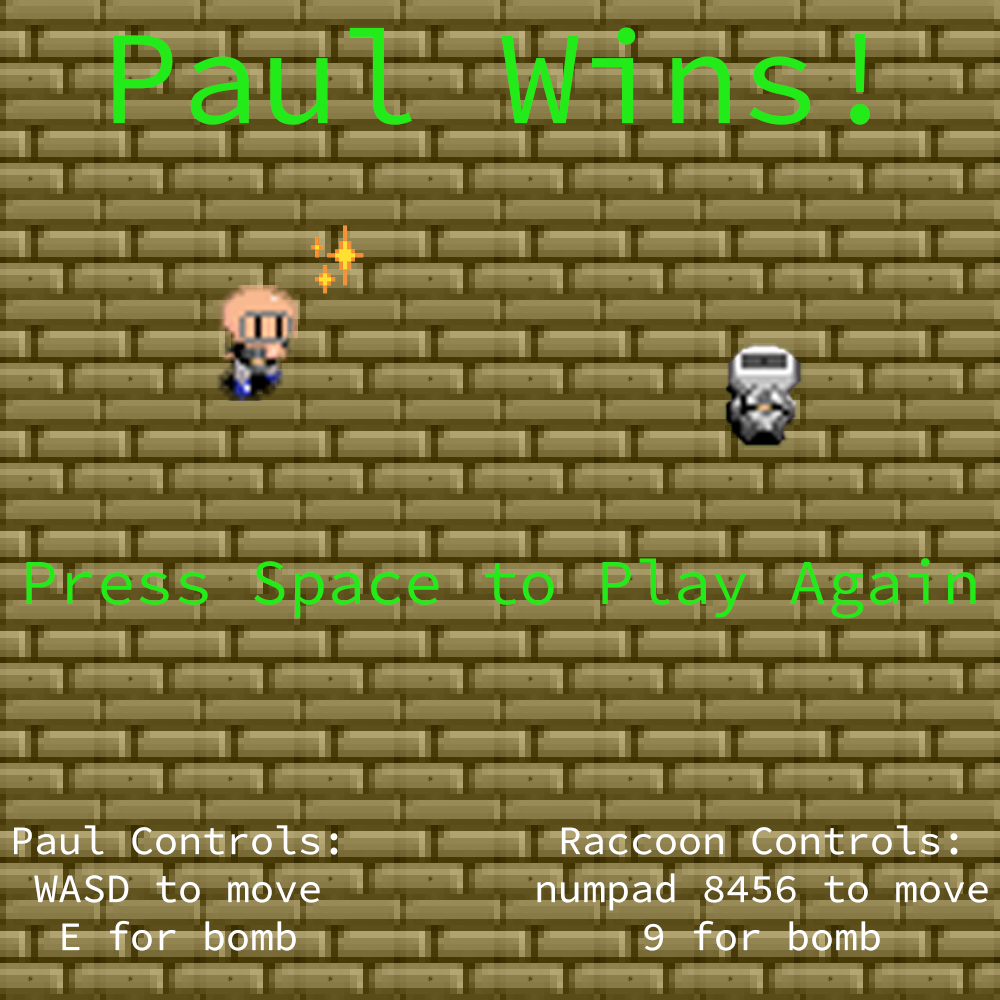 Paul Wins!
Press Space to Play Again
Paul Controls:
WASD to move
E for bomb
Raccoon Controls:
numpad 8456 to move
9 for bomb